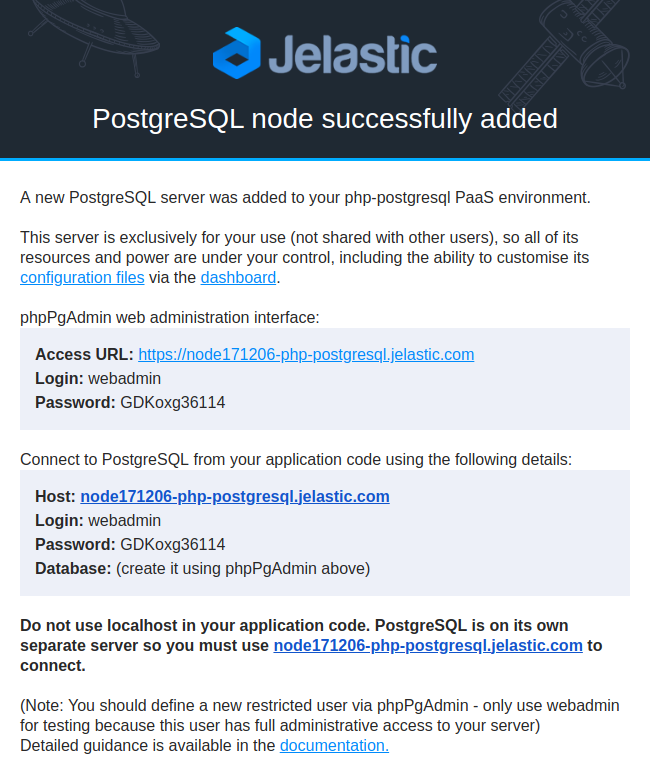 Jelastic
PostgreSQL node successfully added
A new PostgreSQL server was added to your php-postgresql PaaS environment.
This server is exclusively for your use (not shared with other users), so all of its
resources and power are under your control, including the ability to customise its
configuration files via the dashboard.
phpPgAdmin web administration interface:
Access URL: https://node171206-php-postgresql.jelastic.com
Login: webadmin
Password: GDKoxg36114
Connect to PostgreSQL from your application code using the following details:
Host: node171206-php-postgresql.jelastic.com
Login: webadmin
Password: GDKoxg36114
Database: (create it using phpPgAdmin above)
Do not use localhost in your application code. PostgreSQL is on its own
separate server so you must use node171206-php-postgresql.jelastic.com to
connect.
(Note: You should define a new restricted user via phpPgAdmin - only use webadmin
for testing because this user has full administrative access to your server)
Detailed guidance is available in the documentation.